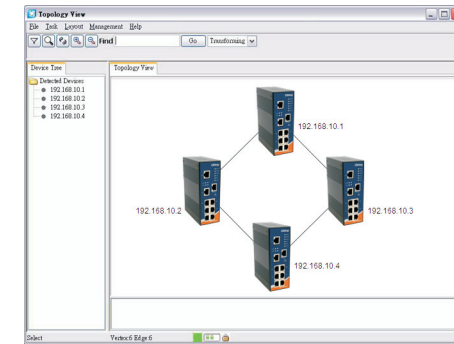 Topology View
File Task Layout Management Help
Find Go Transforming
Device Tree
Topology View
Detected Devices
192.168.10.1
192.168.10.2
192.168.10.3
192.168.10.4
192.168.10.1
192.168.10.2
192.168.10.3
192.168.10.4
Select Vertex:6 Edge:6